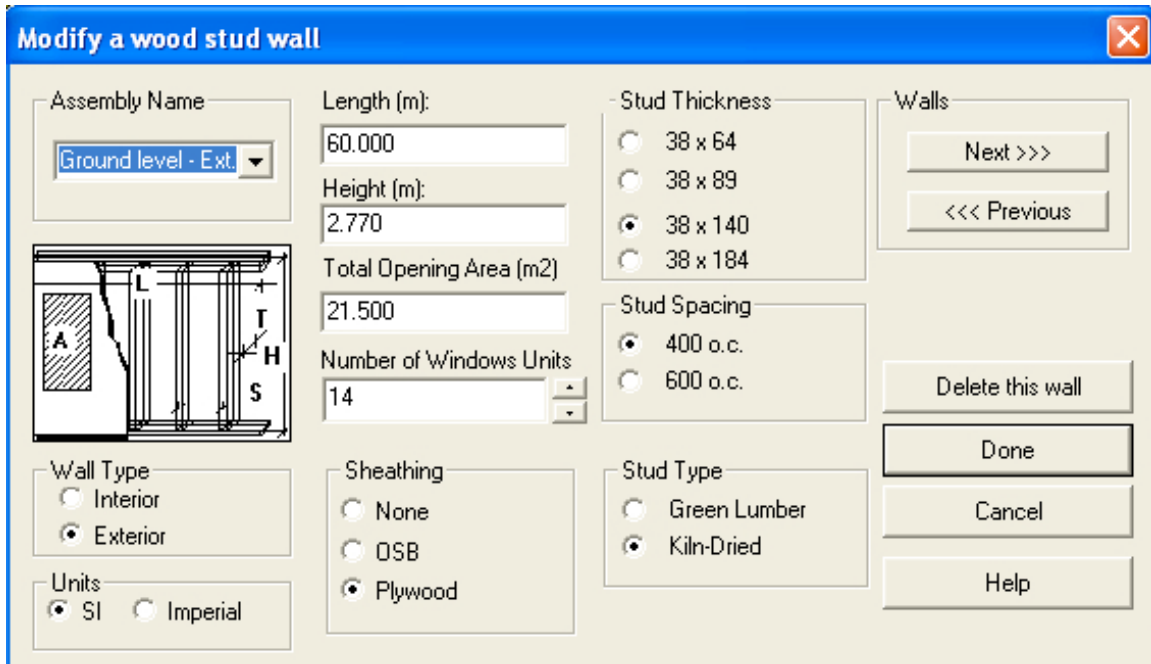 Modify a wood stud wall
Assembly Name
Ground level - Ext.
L
T
A
H
S
Wall Type
Interior
Exterior
Units
SI
Imperial
Length (m):
60.000
Height (m):
2.770
Total Opening Area (m2)
21.500
Number of Windows Units
14
Sheathing
None
OSB
Plywood
Stud Thickness
38 x 64
38 x 89
38 x 140
38 x 184
Stud Spacing
400 o.c.
600 o.c.
Stud Type
Green Lumber
Kiln-Dried
Walls
Next >>>
<<< Previous
Delete this wall
Done
Cancel
Help